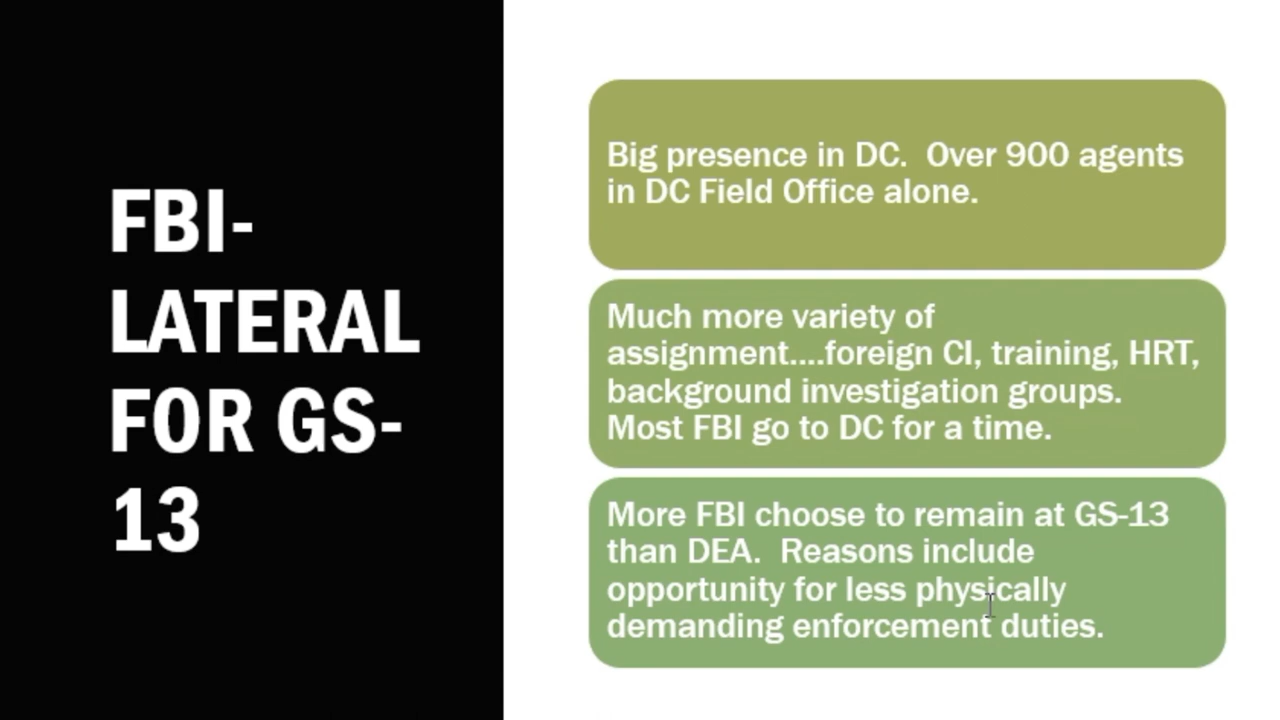 FBI-
LATERAL
FOR GS-
13
Big presence in DC.  Over 900 agents
in DC Field Office alone.
Much more variety of
assignment....foreign CI, training, HRT,
background investigation groups.
Most FBI go to DC for a time.
More FBI choose to remain at GS-13
than DEA.  Reasons include
opportunity for less physically
demanding enforcement duties.